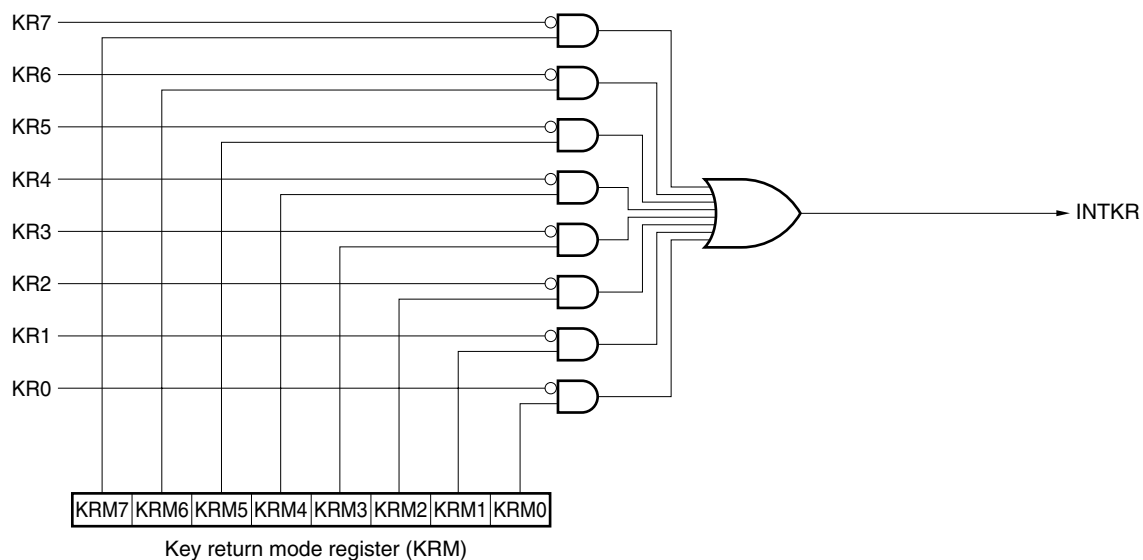 KR7
KR6
KR5
KR4
KR3
INTKR
KR2
KR1
KR0
KRM7 KRM6 KRM5 KRM4 KRM3 KRM2 KRM1 KRM0
Key return mode register (KRM)